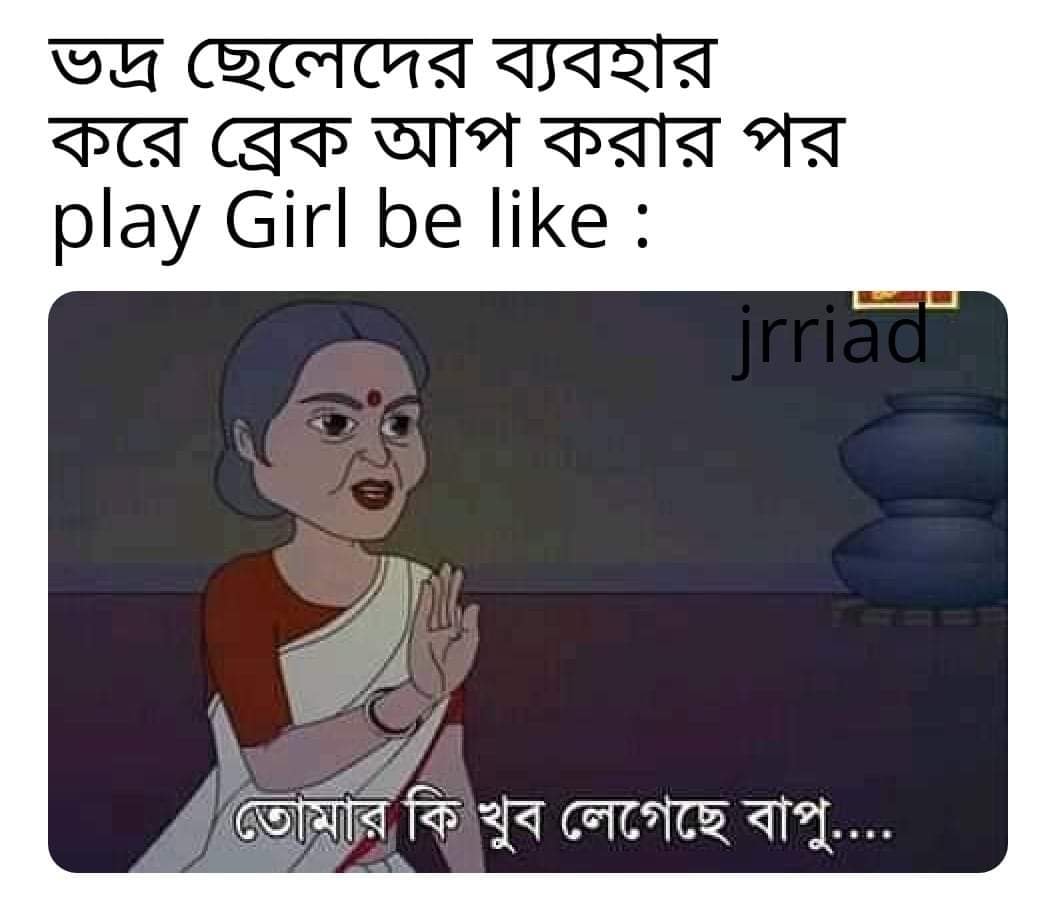 ভদ্র ছেলেদের ব্যবহার
করে ব্রেক আপ করার পর
play Girl be like :
jrriad
তোমার কি খুব লেগেছে বাপু....